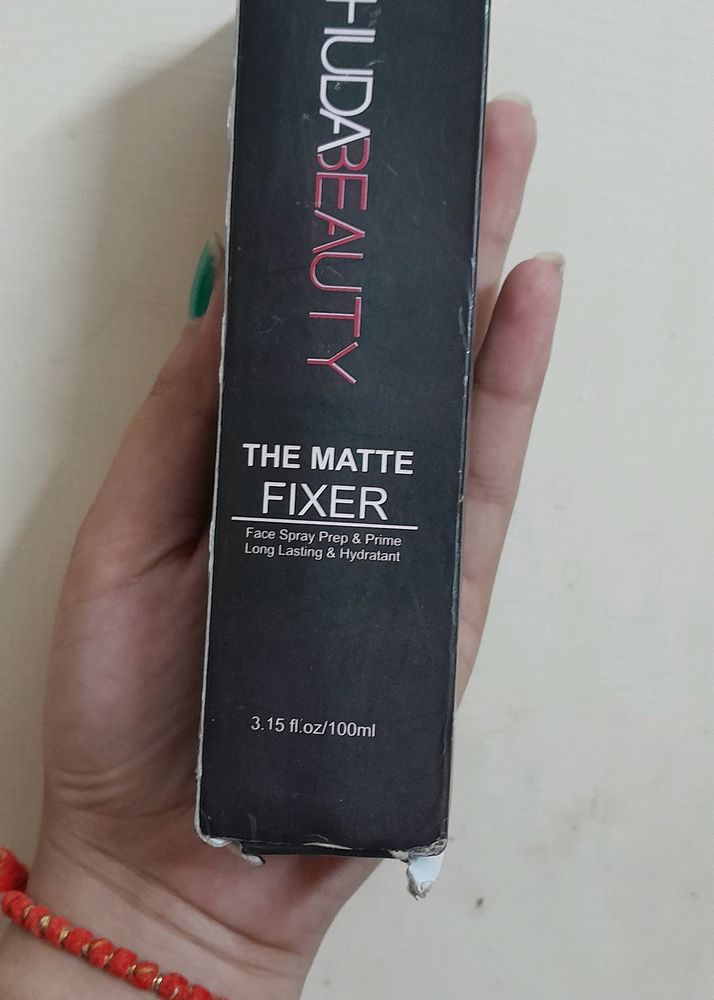 HUDABEAUTY
THE MATTE
FIXER
Face Spray Prep & Prime
Long Lasting & Hydratant
3.15 fl.oz/100ml